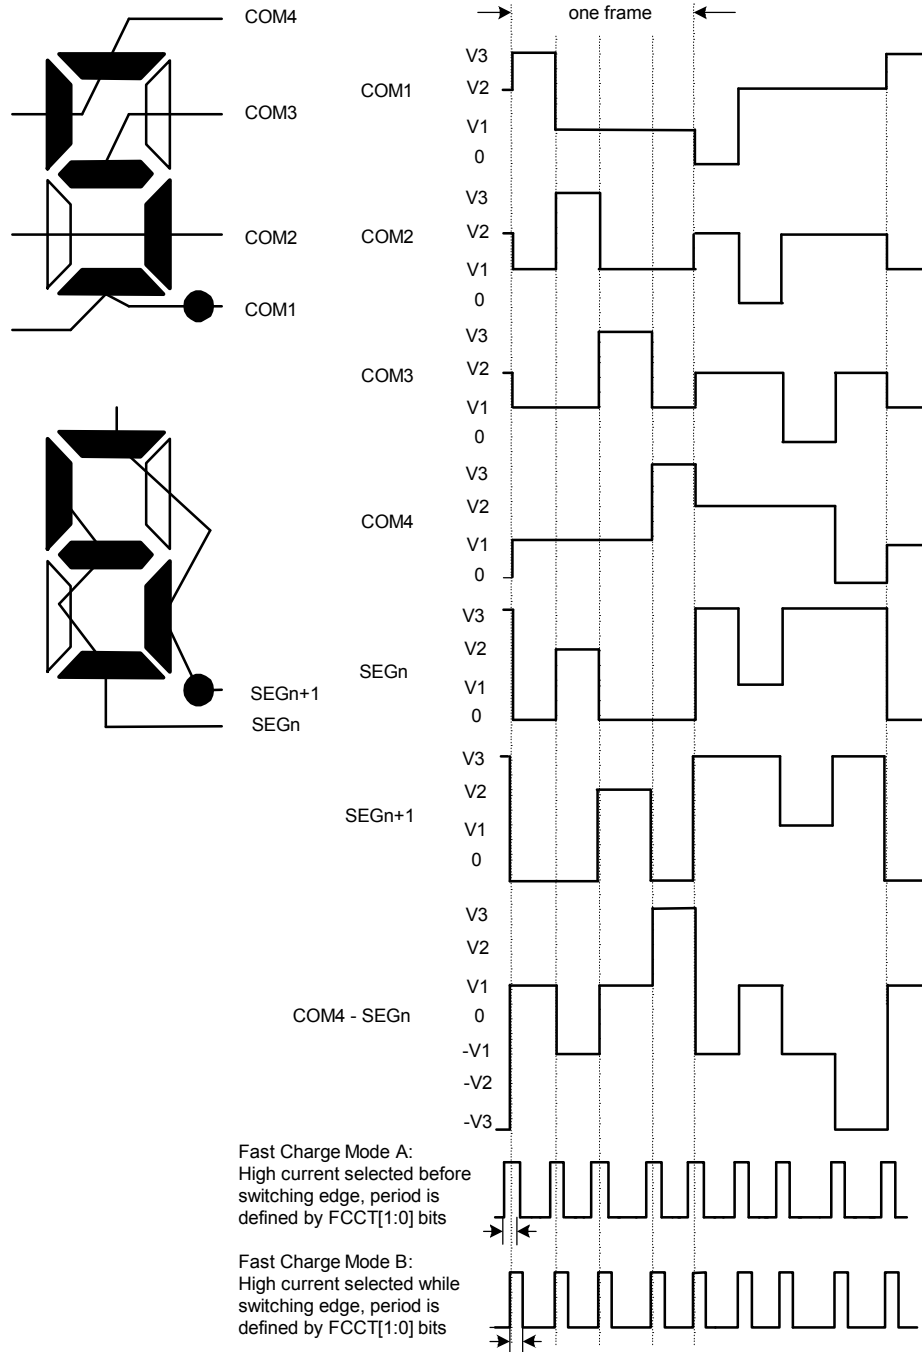 COM4
one frame
V3
COM1
V2
COM3
V1
0
V3
COM2
COM2
V2
V1
COM1
0
V3
COM3
V2
V1
0
V3
V2
COM4
V1
0
V3
V2
SEGn
V1
SEGn+1
0
SEGn
V3
V2
SEGn+1
V1
0
V3
V2
V1
COM4 - SEGn
0
-V1
-V2
-V3
Fast Charge Mode A:
High current selected before
switching edge, period is
defined by FCCT[1:0] bits
Fast Charge Mode B:
High current selected while
switching edge, period is
defined by FCCT[1:0] bits